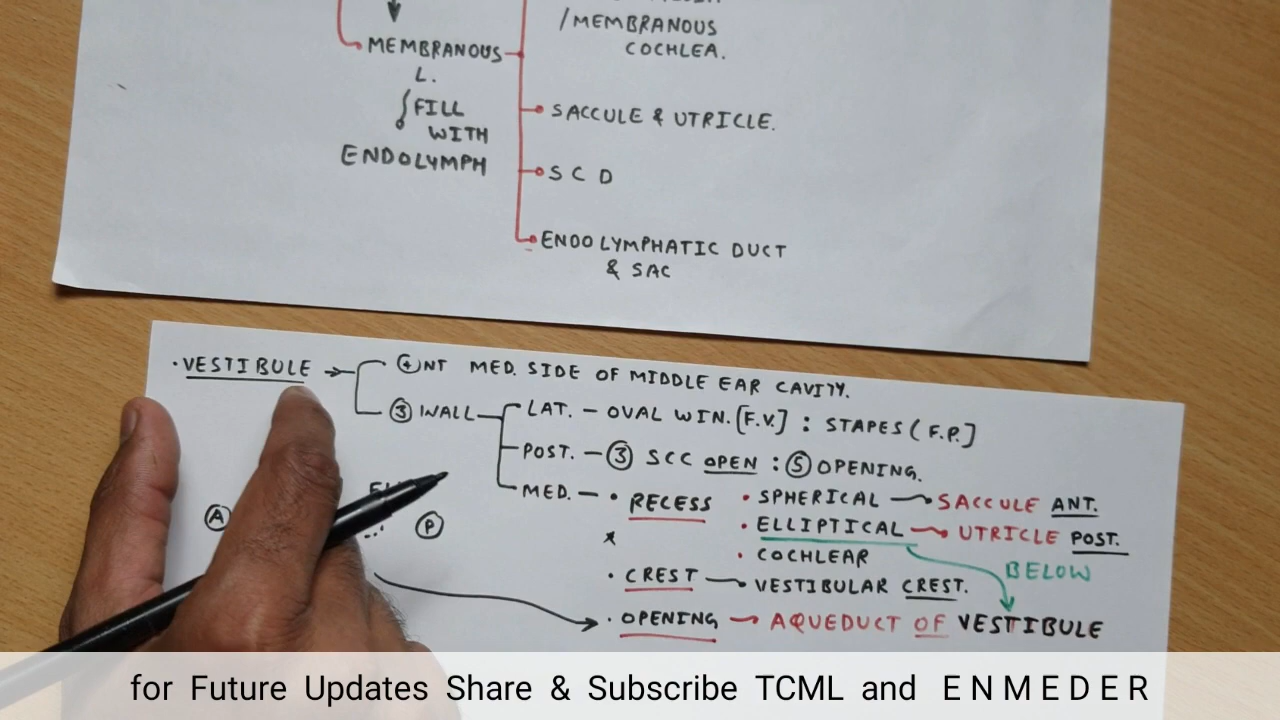 /MEMBRANOUS
COCHLEA.
MEMBRANOUS
L.
FILL
WITH
ENDOLYMPH
SACCULE & UTRICLE.
S C D
ENDOLYMPHATIC DUCT
& SAC
· VESTIBULE
NT MED. SIDE OF MIDDLE EAR CAVITY.
③ WALL
LAT. – OVAL WIN. [F.V.] : STAPES (F.P.]
POST. – ③ SCC OPEN : ⑤ OPENING.
MED. – · RECESS
· SPHERICAL → SACCULE ANT.
· ELLIPTICAL → UTRICLE POST.
· COCHLEAR
BELOW
· CREST – VESTIBULAR CREST.
· OPENING – AQUEDUCT OF VESTIBULE
Ⓐ
Ⓟ
for Future Updates Share & Subscribe TCML and E N M E D E R